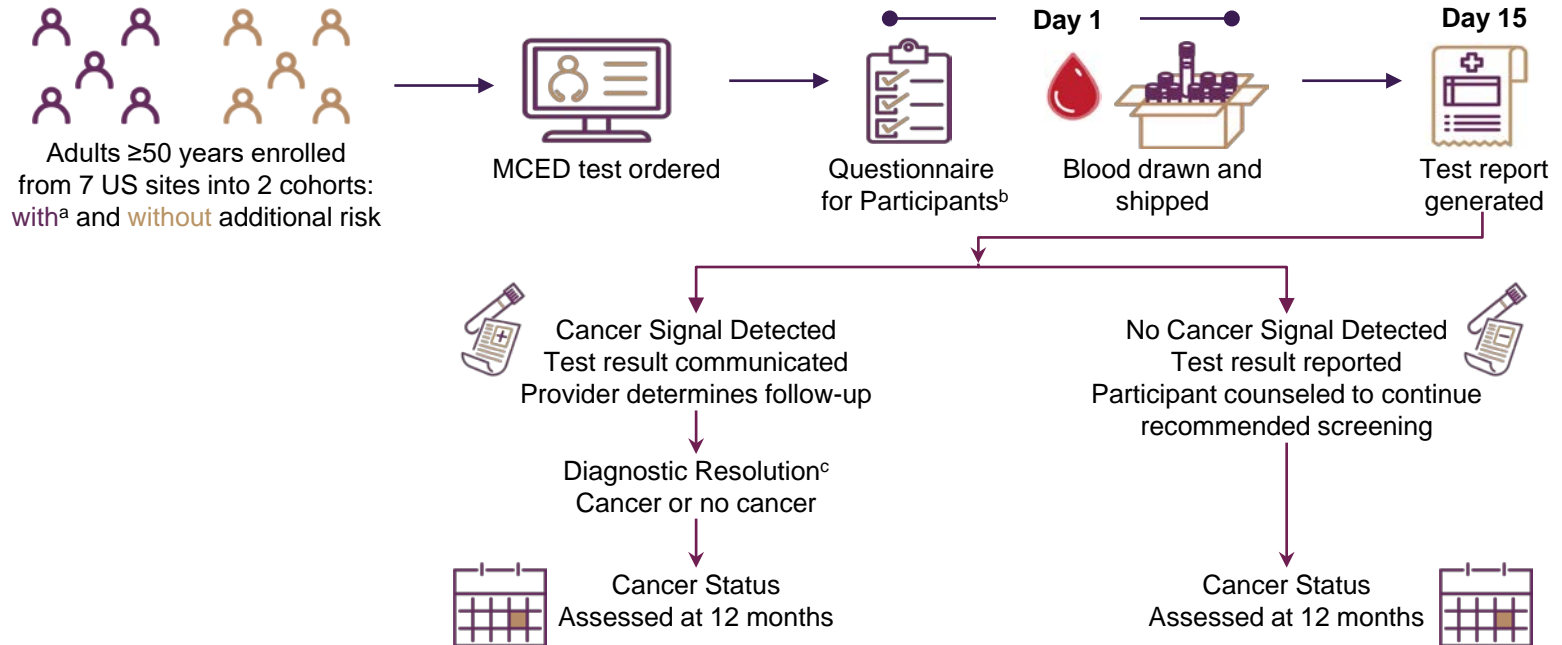 Day 1
Day 15
Adults ≥50 years enrolled
from 7 US sites into 2 cohorts:
withᵃ and without additional risk
MCED test ordered
Questionnaire
for Participantsᵇ
Blood drawn and
shipped
Test report
generated
Cancer Signal Detected
Test result communicated
Provider determines follow-up
Diagnostic Resolutionᶜ
Cancer or no cancer
Cancer Status
Assessed at 12 months
No Cancer Signal Detected
Test result reported
Participant counseled to continue
recommended screening
Cancer Status
Assessed at 12 months